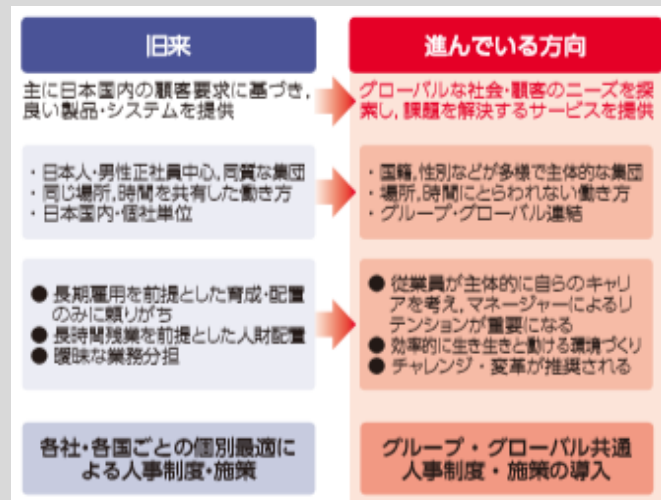 旧来
進んでいる方向
主に日本国内の顧客要求に基づき,
良い製品・システムを提供
グローバルな社会・顧客のニーズを探
索し,課題を解決するサービスを提供
・日本人・男性正社員中心,同質な集団
・同じ場所,時間を共有した働き方
・日本国内・個社単位
・国籍,性別などが多様で主体的な集団
・場所,時間にとらわれない働き方
・グループ・グローバル連結
● 長期雇用を前提とした育成・配置
のみに頼りがち
● 長時間残業を前提とした人財配置
● 曖昧な業務分担
● 従業員が主体的に自らのキャリ
アを考え,マネージャーによるリ
テンションが重要になる
● 効率的に生き生きと働ける環境づくり
● チャレンジ・変革が推奨される
各社・各国ごとの個別最適に
よる人事制度・施策
グループ・グローバル共通
人事制度・施策の導入